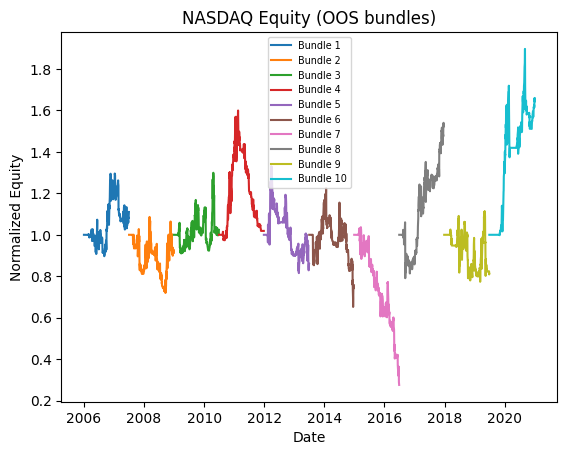 NASDAQ Equity (OOS bundles)
Normalized Equity
1.8
1.6
1.4
1.2
1.0
0.8
0.6
0.4
0.2
Bundle 1
Bundle 2
Bundle 3
Bundle 4
Bundle 5
Bundle 6
Bundle 7
Bundle 8
Bundle 9
Bundle 10
2006 2008 2010 2012 2014 2016 2018 2020
Date